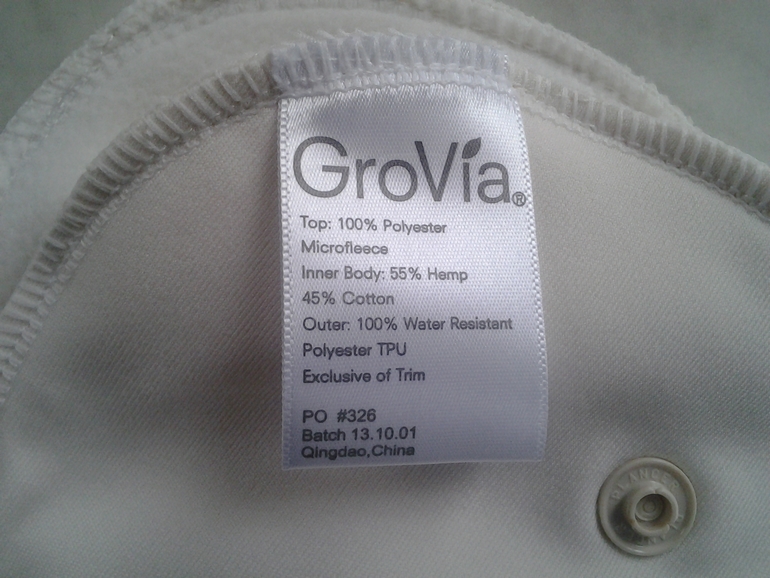 GroVia®
Top: 100% Polyester
Microfleece
Inner Body: 55% Hemp
45% Cotton
Outer: 100% Water Resistant
Polyester TPU
Exclusive of Trim
PO #326
Batch 13.10.01
Qingdao,China